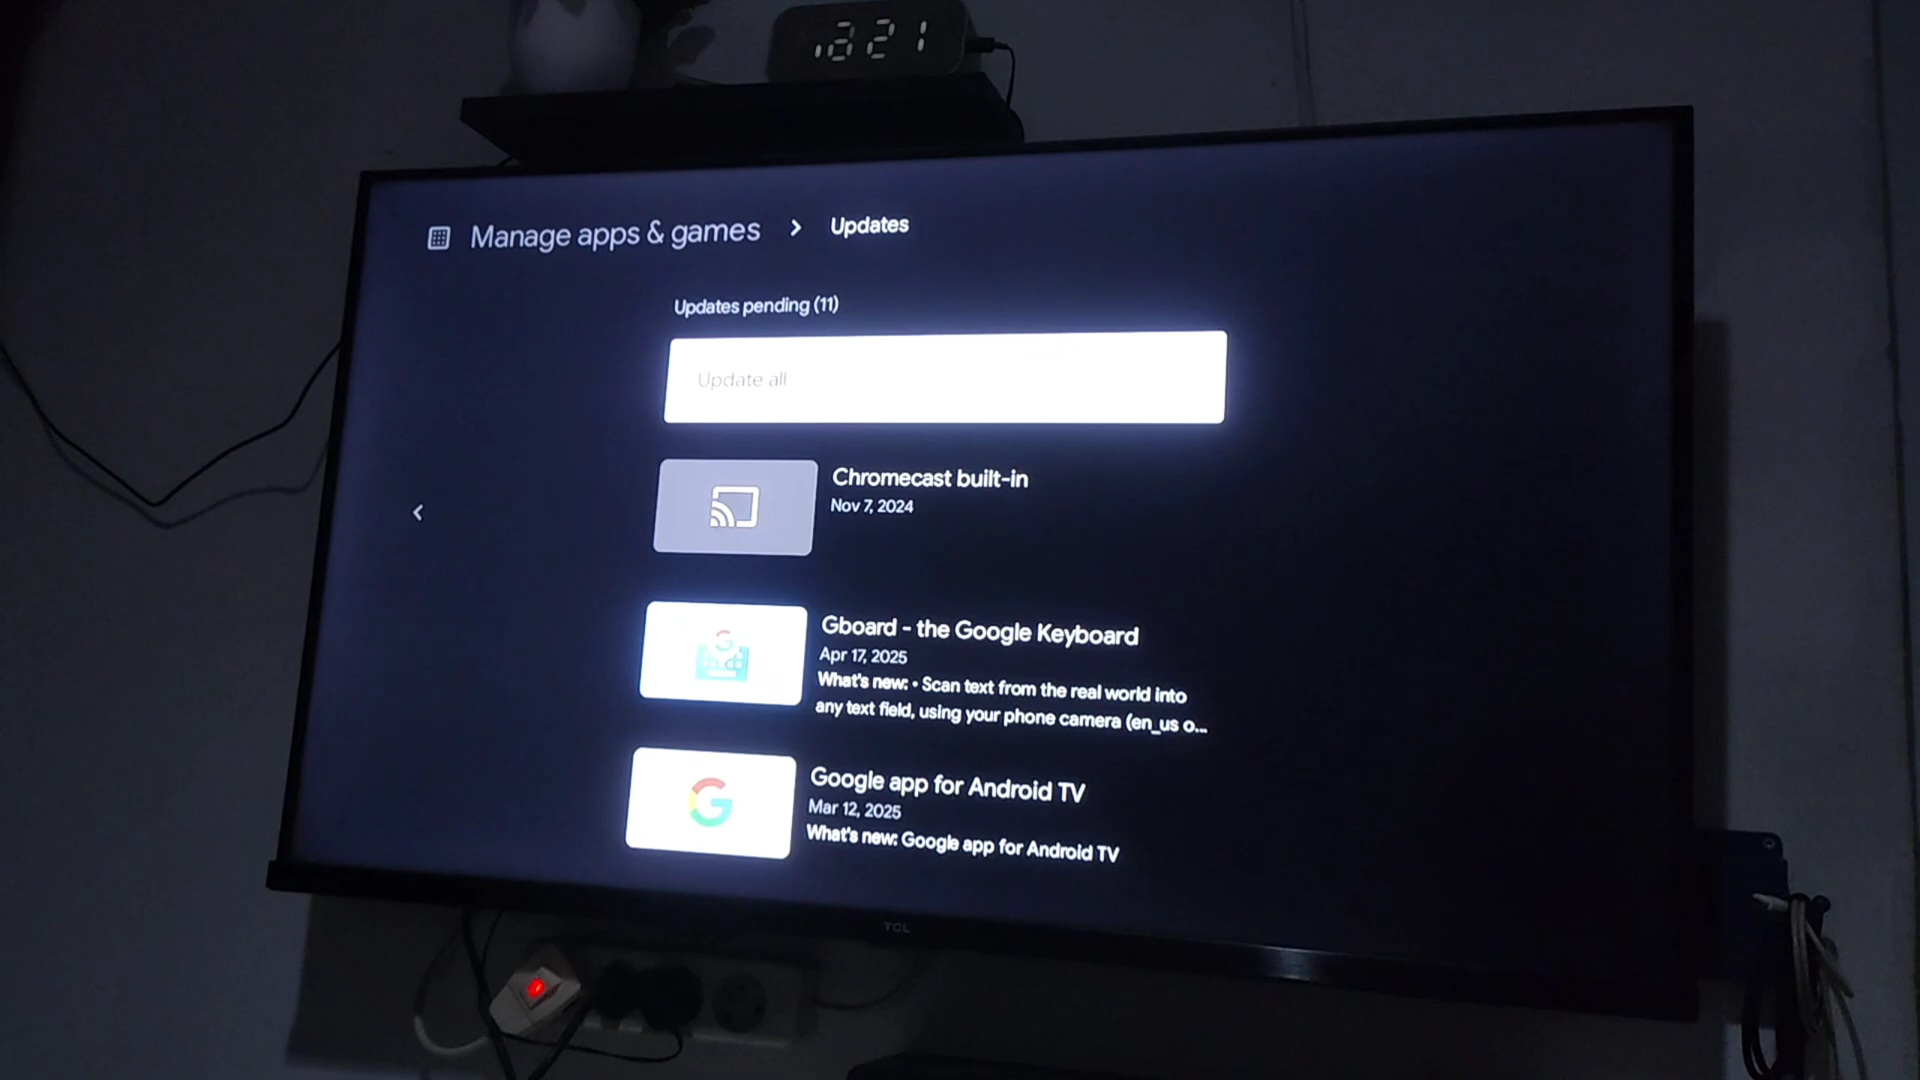 Manage apps & games > Updates
Updates pending (11)
Update all
Chromecast built-in
Nov 7, 2024
Gboard - the Google Keyboard
Apr 17, 2025
What's new: • Scan text from the real world into
any text field, using your phone camera (en_us o...
Google app for Android TV
Mar 12, 2025
What's new: Google app for Android TV
TCL